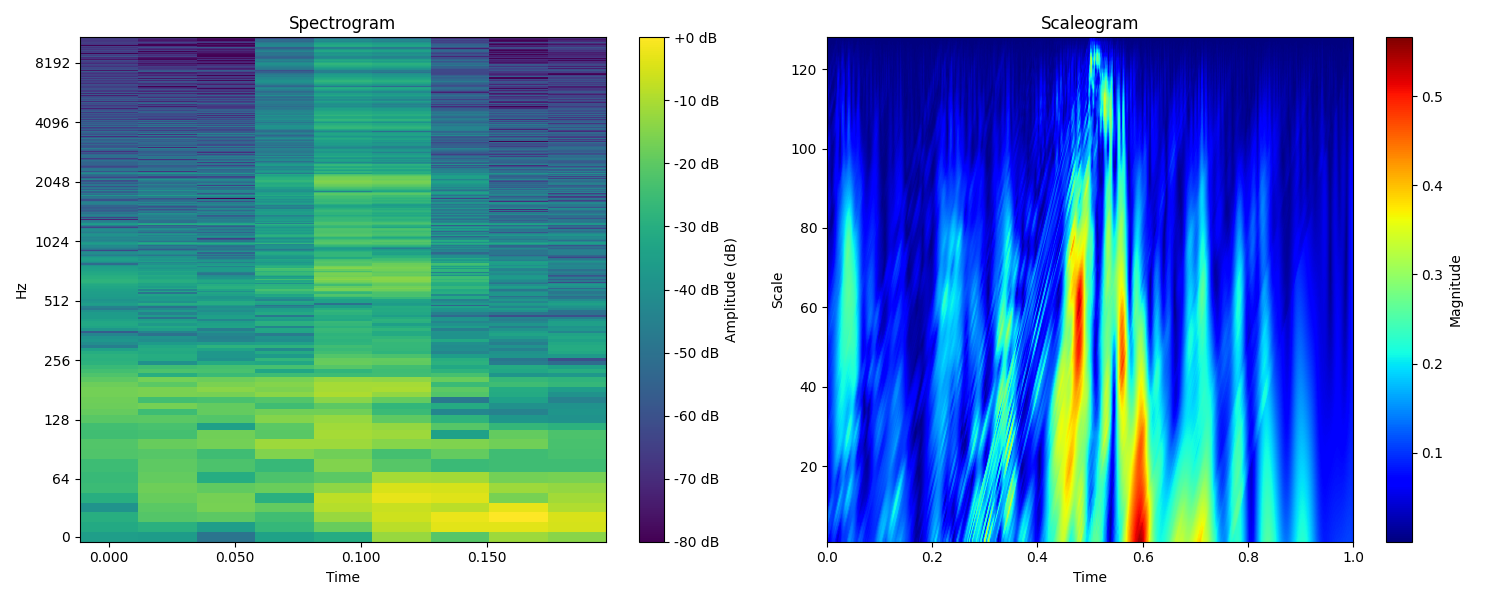 Spectrogram
Hz
8192
4096
2048
1024
512
256
128
64
0
0.000 0.050 0.100 0.150
Time
+0 dB
-10 dB
-20 dB
-30 dB
-40 dB
-50 dB
-60 dB
-70 dB
-80 dB
Amplitude (dB)
Scaleogram
Scale
120
100
80
60
40
20
0.0 0.2 0.4 0.6 0.8 1.0
Time
0.5
0.4
0.3
0.2
0.1
Magnitude